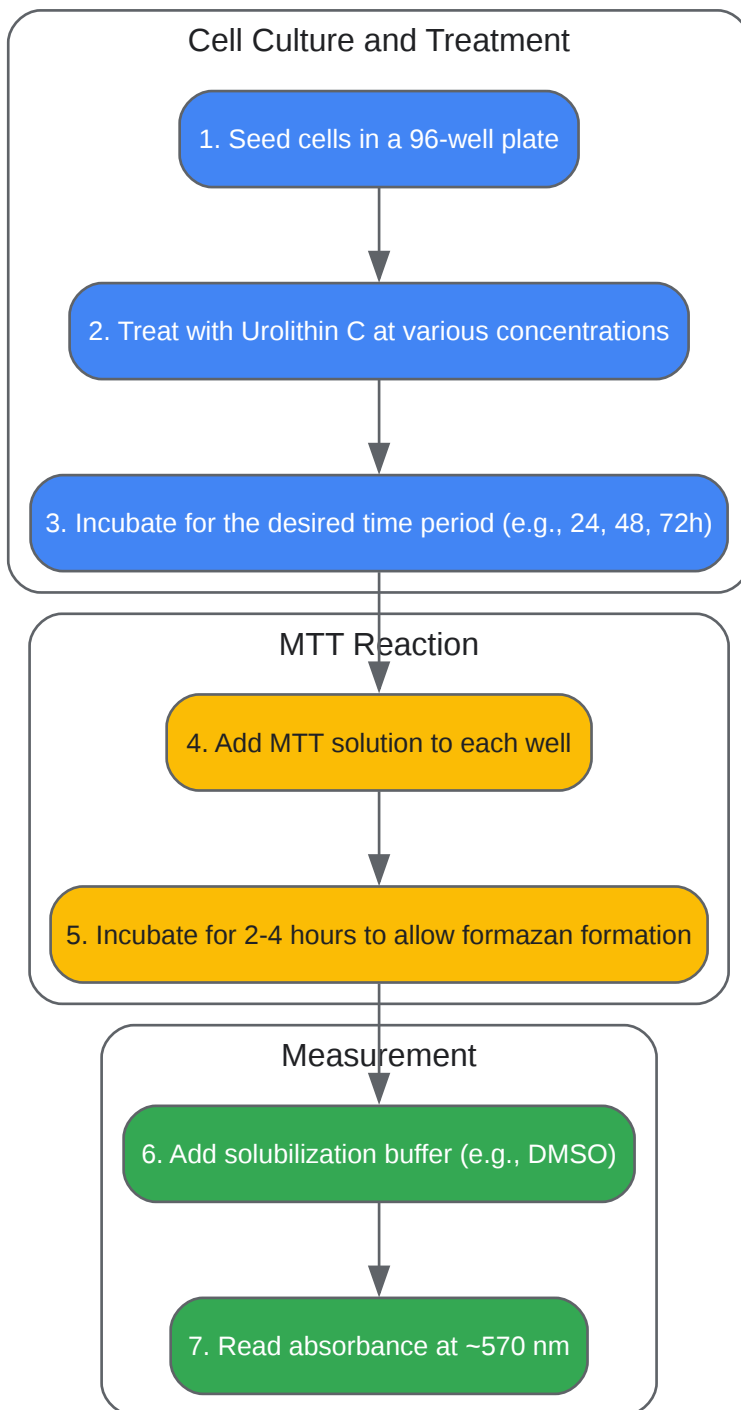 Cell Culture and Treatment
1. Seed cells in a 96-well plate
2. Treat with Urolithin C at various concentrations
3. Incubate for the desired time period (e.g., 24, 48, 72h)
MTT Reaction
4. Add MTT solution to each well
5. Incubate for 2-4 hours to allow formazan formation
Measurement
6. Add solubilization buffer (e.g., DMSO)
7. Read absorbance at ~570 nm